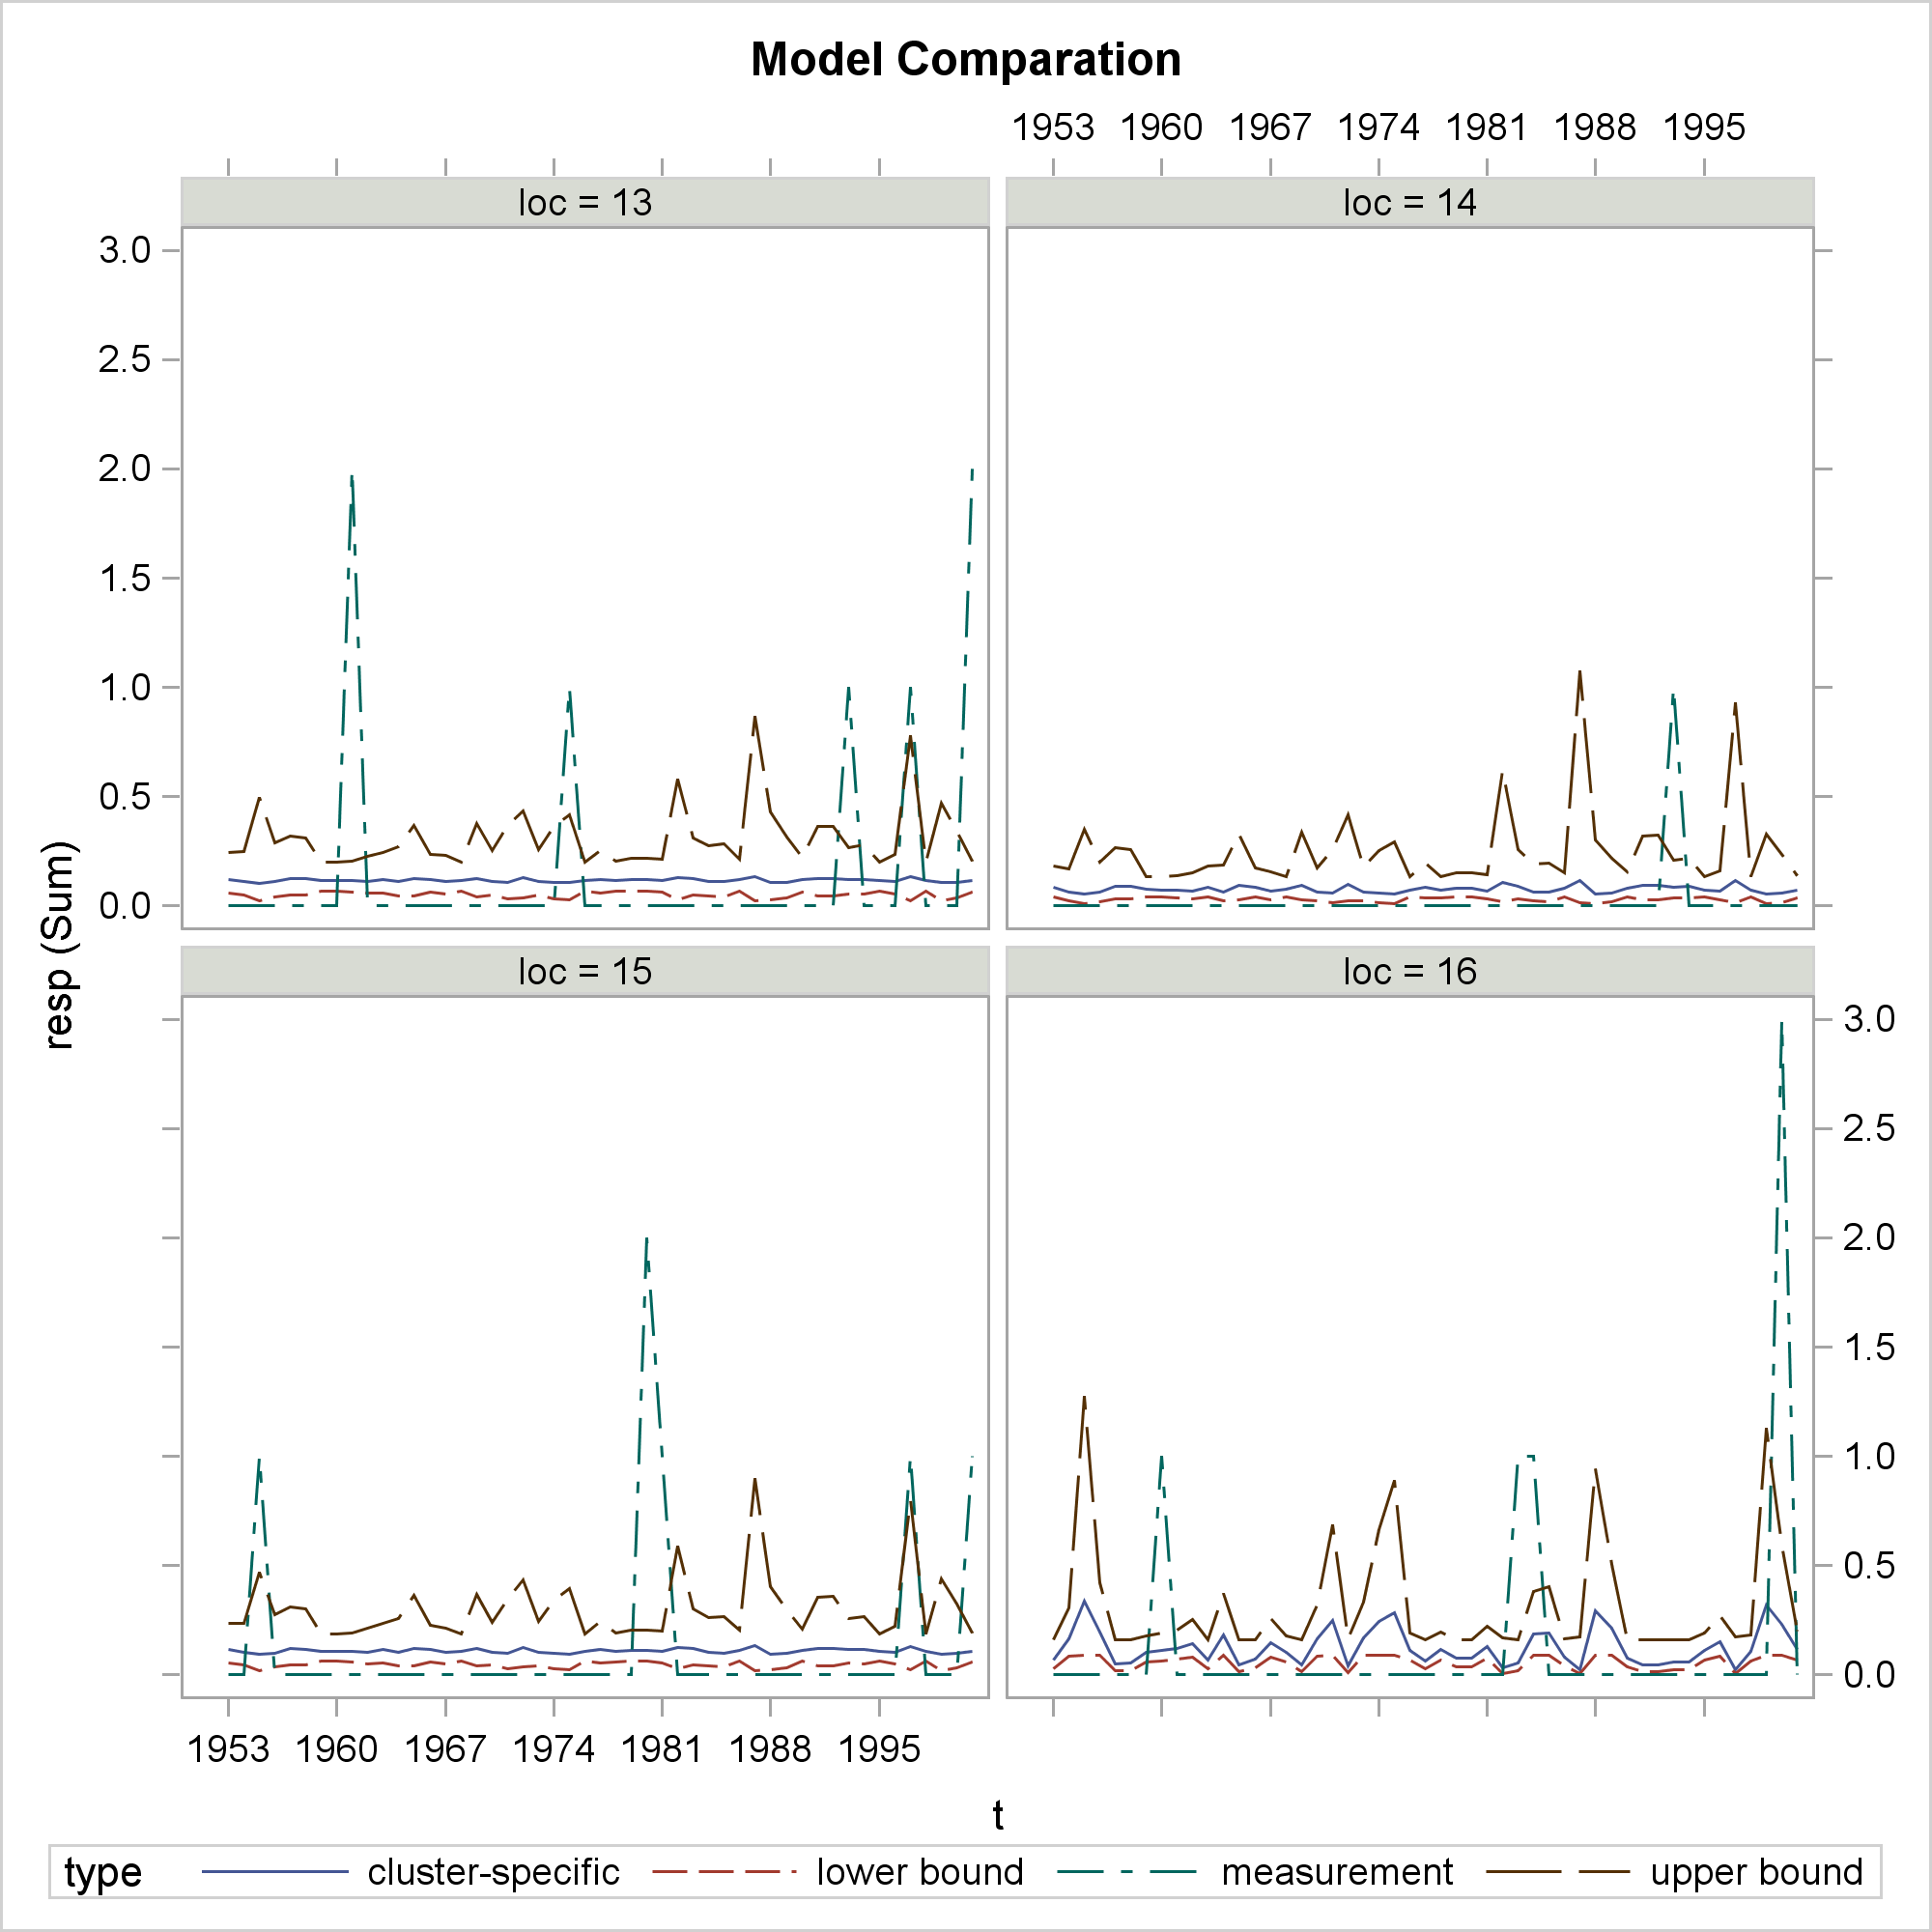 Model Comparation
1953 1960 1967 1974 1981 1988 1995
loc = 13
loc = 14
3.0
2.5
2.0
1.5
1.0
0.5
0.0
resp (Sum)
loc = 15
loc = 16
3.0
2.5
2.0
1.5
1.0
0.5
0.0
1953 1960 1967 1974 1981 1988 1995
t
type cluster-specific lower bound measurement upper bound